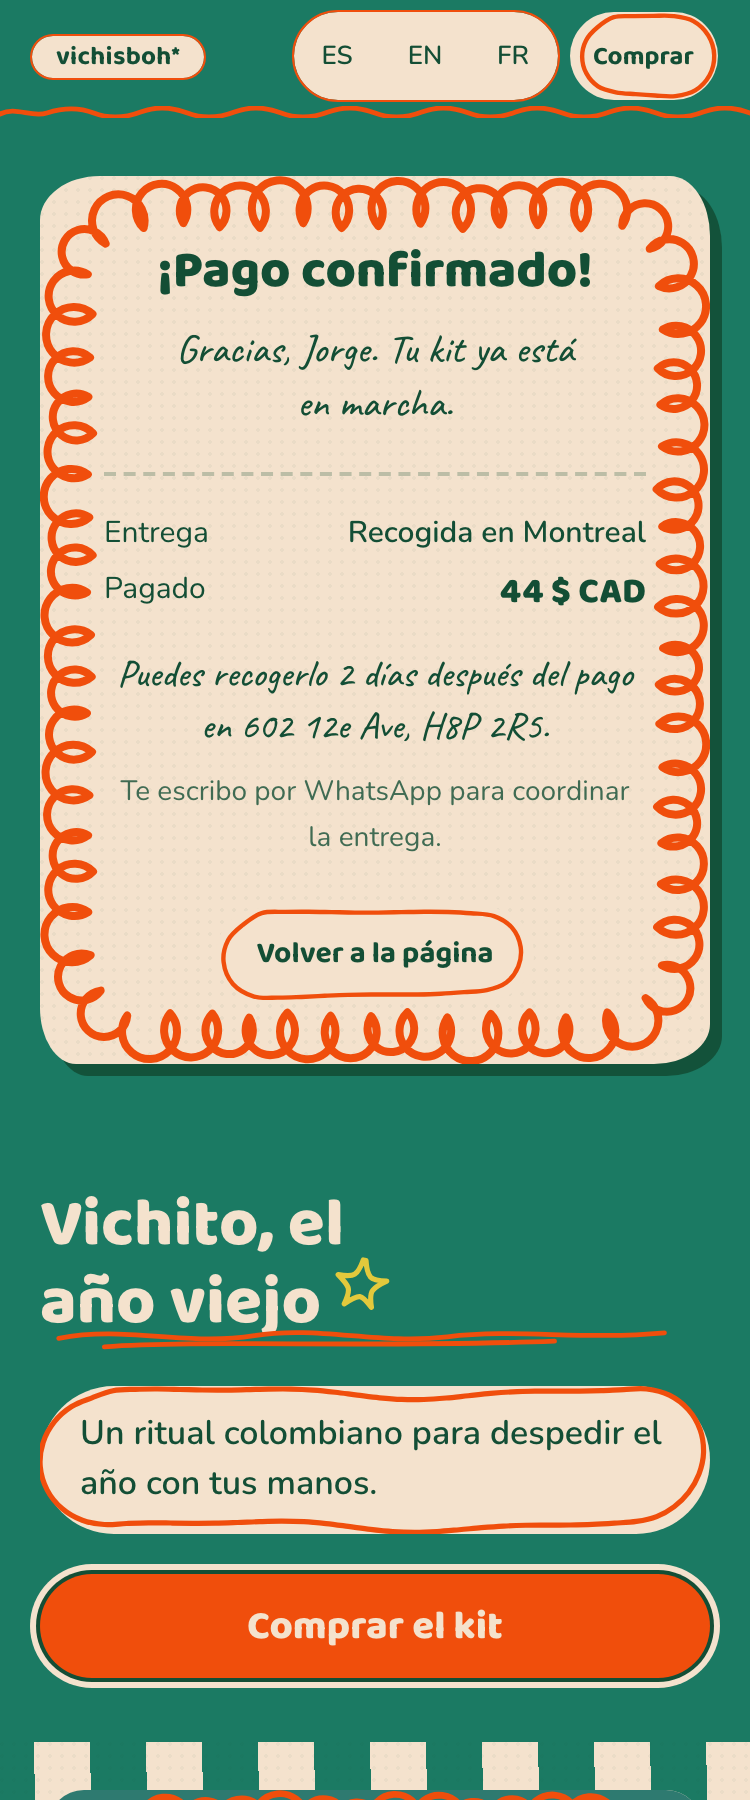 vichisboh*
ES EN FR
Comprar
¡Pago confirmado!
Gracias, Jorge. Tu kit ya está
en marcha.
Entrega Recogida en Montreal
Pagado 44 $ CAD
Puedes recogerlo 2 días después del pago
en 602 12e Ave, H8P 2R5.
Te escribo por WhatsApp para coordinar
la entrega.
Volver a la página
Vichito, el
año viejo
Un ritual colombiano para despedir el
año con tus manos.
Comprar el kit